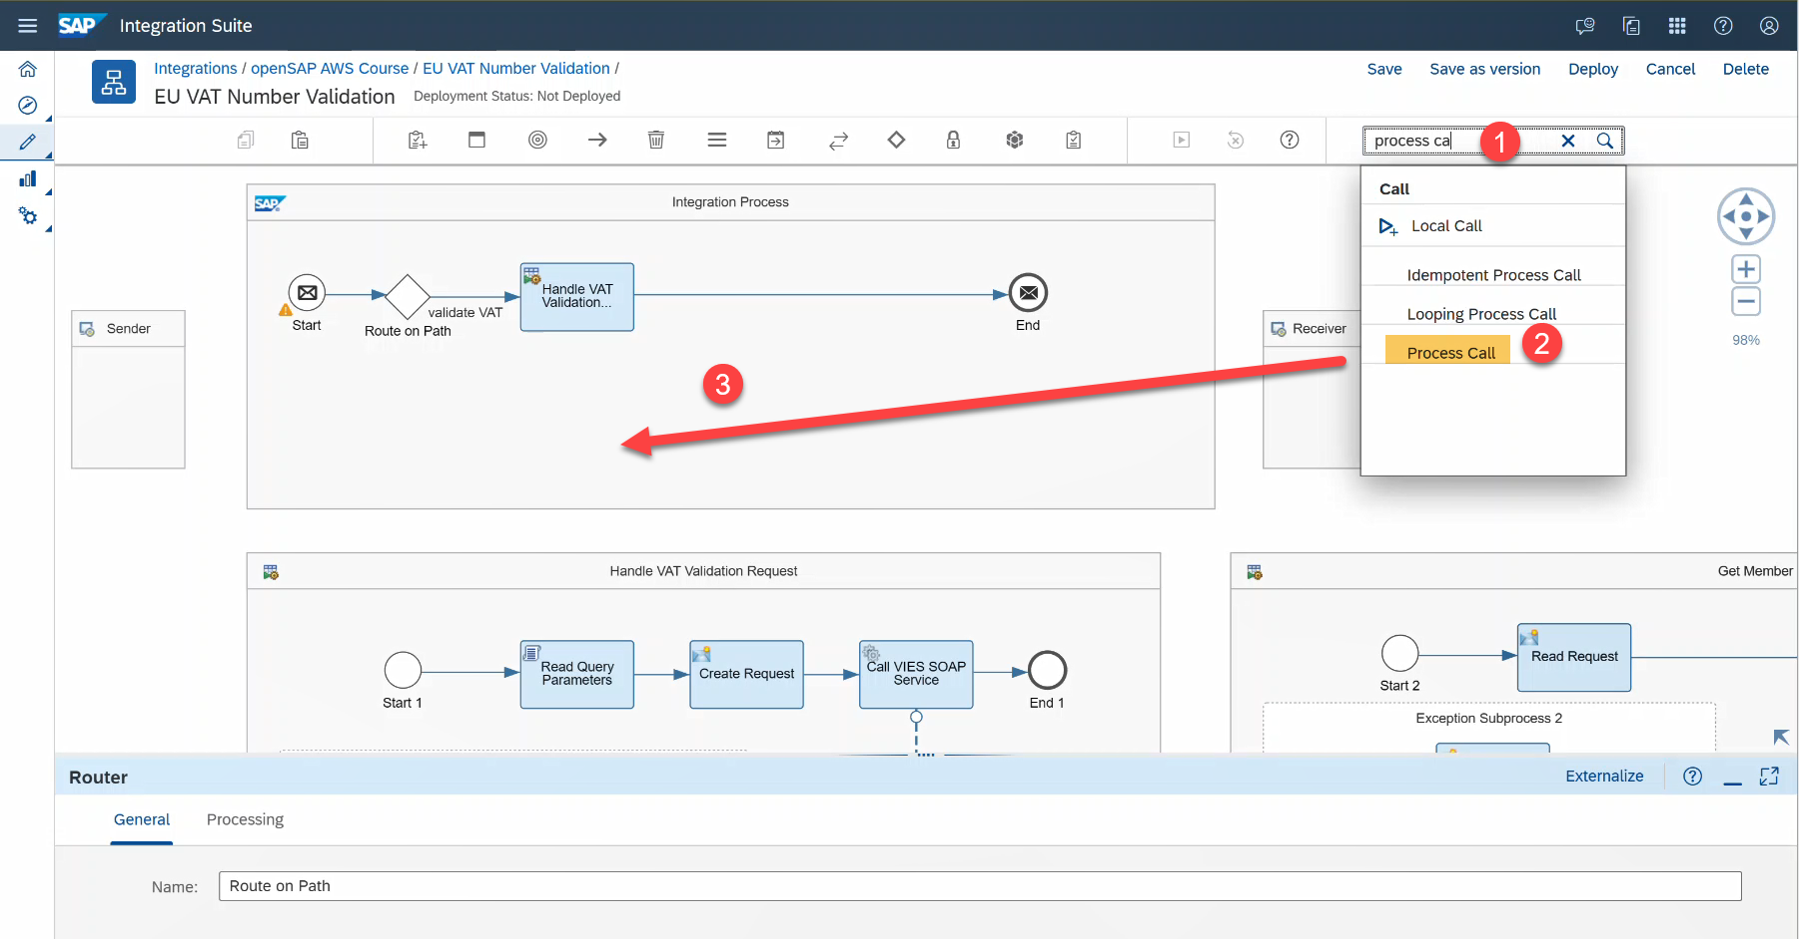 SAP Integration Suite
Integrations / openSAP AWS Course / EU VAT Number Validation /
EU VAT Number Validation Deployment Status: Not Deployed
Save Save as version Deploy Cancel Delete
process ca 1
Call
Local Call
Idempotent Process Call
Looping Process Call
Process Call 2
98%
SAP Integration Process
Start
Route on Path
validate VAT
Handle VAT
Validation...
End
Sender
Receiver
3
Handle VAT Validation Request
Start 1
Read Query
Parameters
Create Request
Call VIES SOAP
Service
End 1
Get Member
Start 2
Read Request
Exception Subprocess 2
Router
Externalize
General Processing
Name: Route on Path